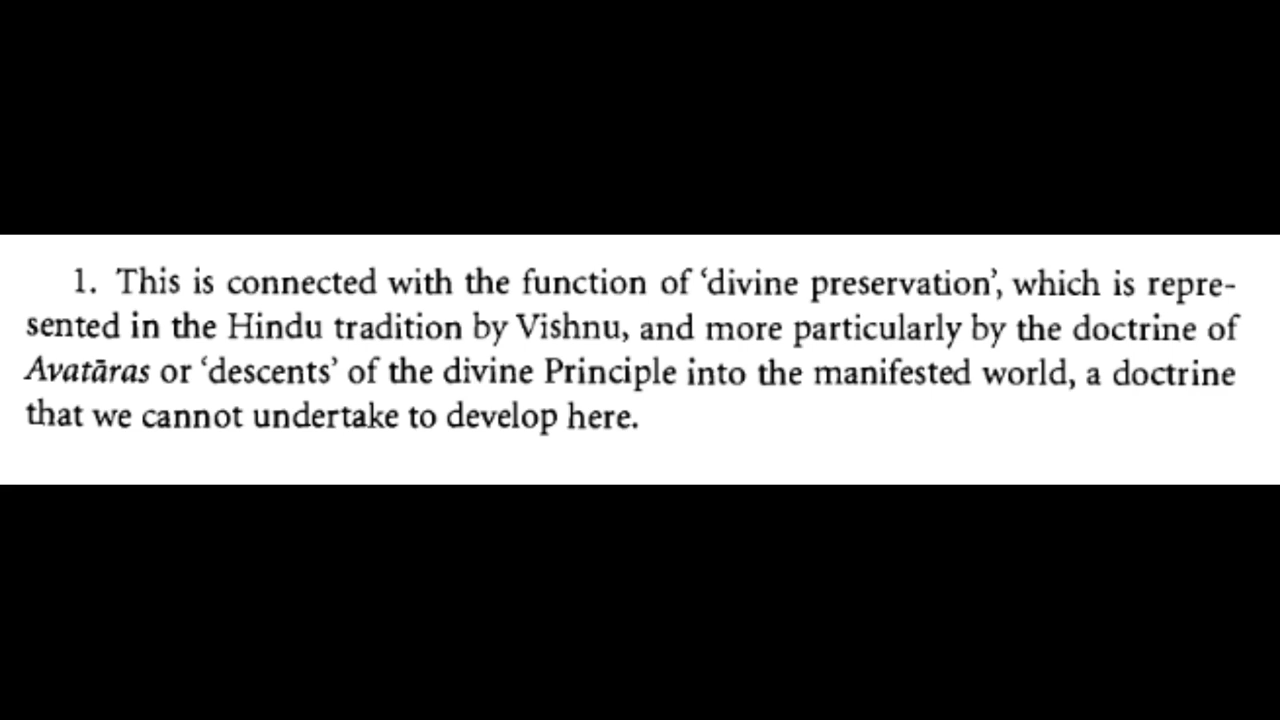 1. This is connected with the function of ‘divine preservation’, which is repre-
sented in the Hindu tradition by Vishnu, and more particularly by the doctrine of
Avatāras or ‘descents’ of the divine Principle into the manifested world, a doctrine
that we cannot undertake to develop here.